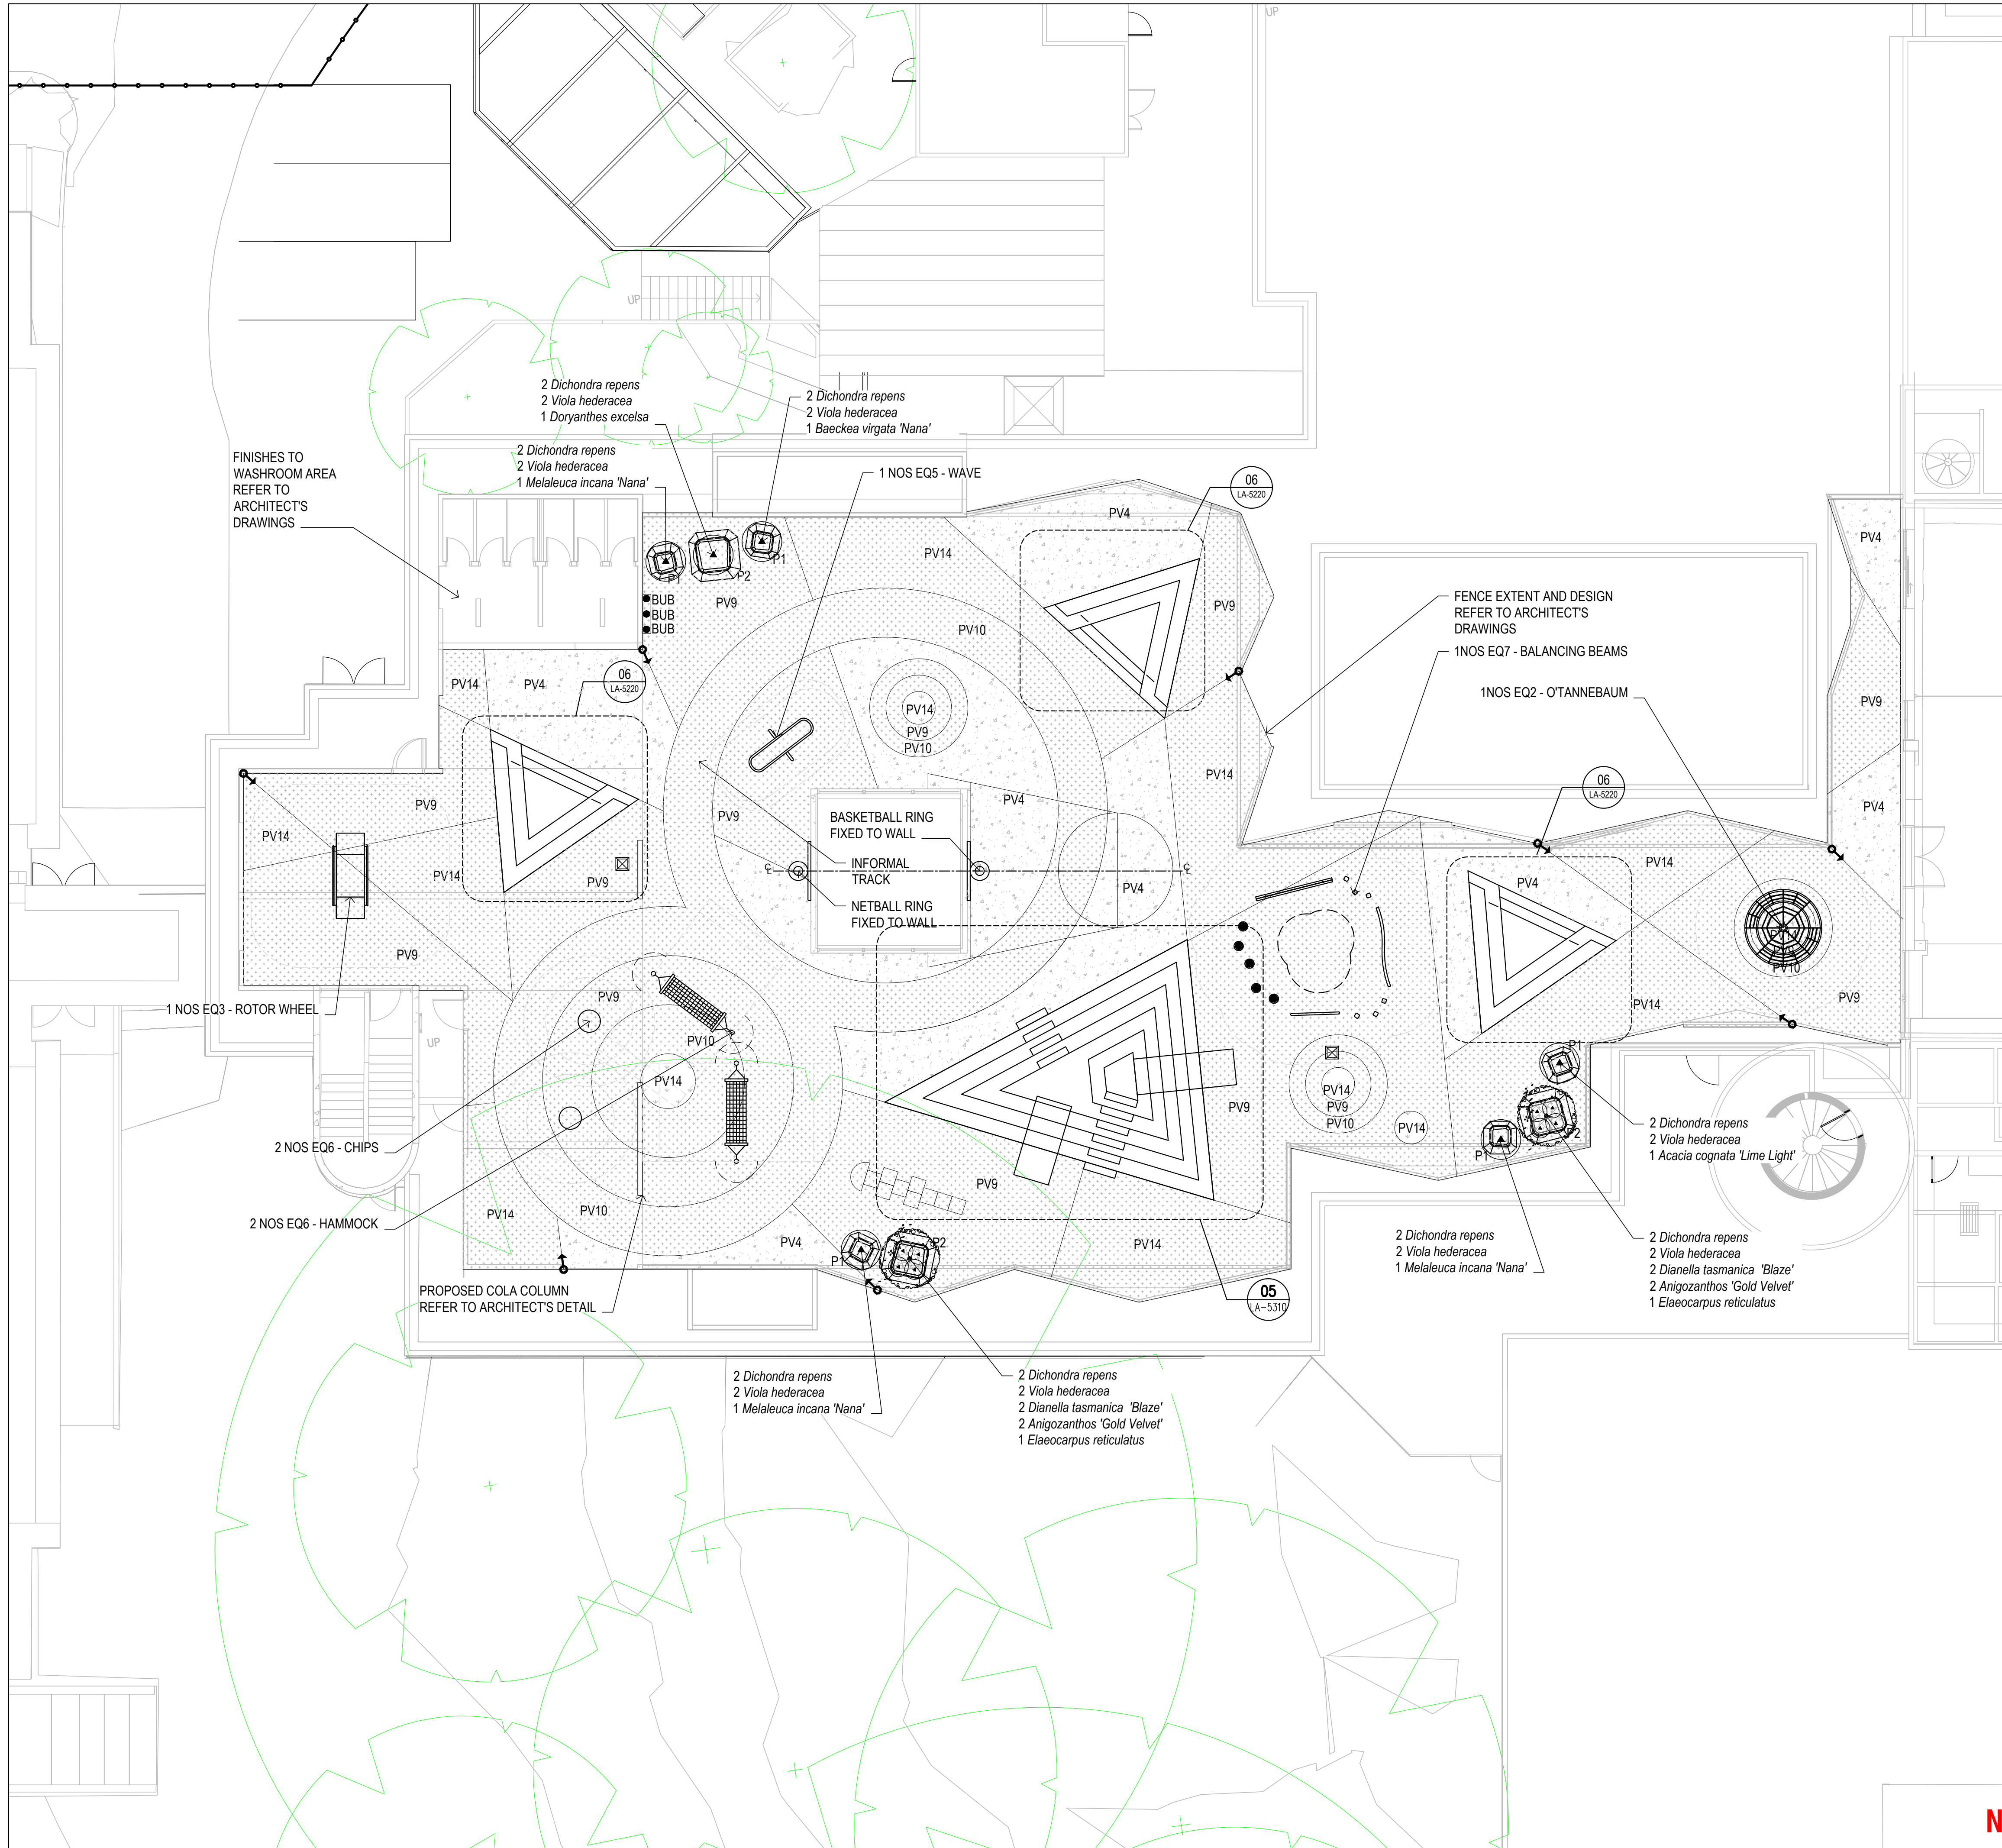 UP
UP
2 Dichondra repens
2 Viola hederacea
1 Doryanthes excelsa
2 Dichondra repens
2 Viola hederacea
1 Baeckea virgata 'Nana'
2 Dichondra repens
2 Viola hederacea
1 Melaleuca incana 'Nana'
FINISHES TO
WASHROOM AREA
REFER TO
ARCHITECT'S
DRAWINGS
1 NOS EQ5 - WAVE
06
LA-5220
PV4
PV14
P1
P2
P1
PV9
BUB
BUB
BUB
PV10
PV9
PV4
FENCE EXTENT AND DESIGN
REFER TO ARCHITECT'S
DRAWINGS
1NOS EQ7 - BALANCING BEAMS
1NOS EQ2 - O'TANNEBAUM
06
LA-5220
PV14
PV4
PV14
PV9
PV10
PV9
PV14
06
LA-5220
PV4
PV9
PV14
PV9
BASKETBALL RING
FIXED TO WALL
PV4
INFORMAL
TRACK
NETBALL RING
FIXED TO WALL
PV4
PV14
PV9
PV14
PV4
PV14
PV9
PV10
PV9
PV14
PV9
1 NOS EQ3 - ROTOR WHEEL
UP
PV9
PV10
PV14
2 NOS EQ6 - CHIPS
2 NOS EQ6 - HAMMOCK
PV14
PV10
PV4
PROPOSED COLA COLUMN
REFER TO ARCHITECT'S DETAIL
PV9
PV9
PV14
P1
P2
05
LA-5310
PV14
PV9
PV10
PV14
P1
P2
P1
2 Dichondra repens
2 Viola hederacea
1 Acacia cognata 'Lime Light'
2 Dichondra repens
2 Viola hederacea
1 Melaleuca incana 'Nana'
2 Dichondra repens
2 Viola hederacea
2 Dianella tasmanica 'Blaze'
2 Anigozanthos 'Gold Velvet'
1 Elaeocarpus reticulatus
2 Dichondra repens
2 Viola hederacea
1 Melaleuca incana 'Nana'
2 Dichondra repens
2 Viola hederacea
2 Dianella tasmanica 'Blaze'
2 Anigozanthos 'Gold Velvet'
1 Elaeocarpus reticulatus
N